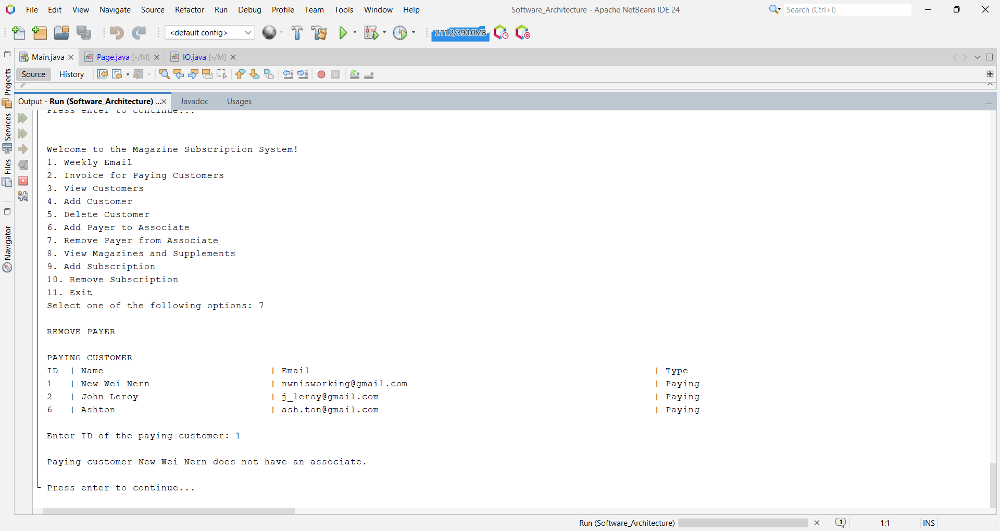 File Edit View Navigate Source Refactor Run Debug Profile Team Tools Window Help
Software_Architecture - Apache NetBeans IDE 24
Search (Ctrl+I)
<default config>
211.2/390.0MB
Main.java
Page.java [-/M]
IO.java [-/M]
Source History
Projects
Services
Files
Navigator
Output - Run (Software_Architecture) ...
Javadoc
Usages
Press enter to continue...
Welcome to the Magazine Subscription System!
1. Weekly Email
2. Invoice for Paying Customers
3. View Customers
4. Add Customer
5. Delete Customer
6. Add Payer to Associate
7. Remove Payer from Associate
8. View Magazines and Supplements
9. Add Subscription
10. Remove Subscription
11. Exit
Select one of the following options: 7
REMOVE PAYER
PAYING CUSTOMER
ID | Name | Email | Type
1 | New Wei Nern | nwnisworking@gmail.com | Paying
2 | John Leroy | j_leroy@gmail.com | Paying
6 | Ashton | ash.ton@gmail.com | Paying
Enter ID of the paying customer: 1
Paying customer New Wei Nern does not have an associate.
Press enter to continue...
Run (Software_Architecture)
1
1:1
INS